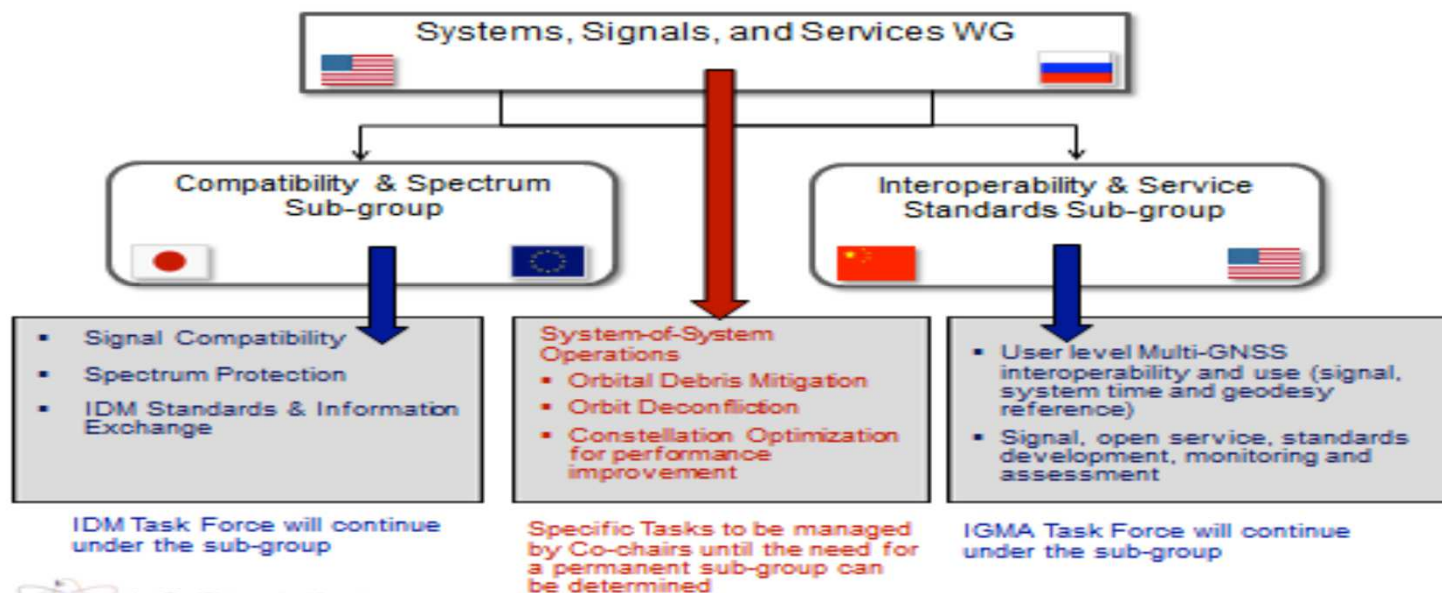 Systems, Signals, and Services WG
Compatibility & Spectrum
Sub-group
Interoperability & Service
Standards Sub-group
▪ Signal Compatibility
▪ Spectrum Protection
▪ IDM Standards & Information
Exchange
System-of-System
Operations
▪ Orbital Debris Mitigation
▪ Orbit Deconfliction
▪ Constellation Optimization
for performance
improvement
▪ User level Multi-GNSS
interoperability and use (signal,
system time and geodesy
reference)
▪ Signal, open service, standards
development, monitoring and
assessment
IDM Task Force will continue
under the sub-group
Specific Tasks to be managed
by Co-chairs until the need for
a permanent sub-group can
be determined
IGMA Task Force will continue
under the sub-group